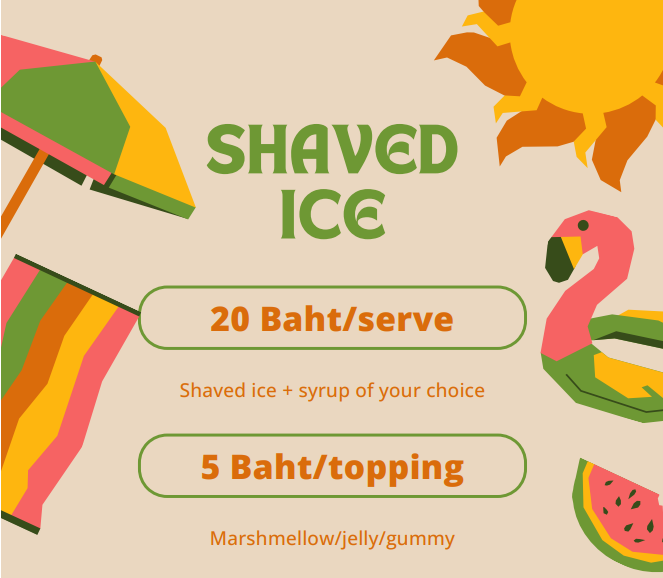 SHAVED
ICE
20 Baht/serve
Shaved ice + syrup of your choice
5 Baht/topping
Marshmellow/jelly/gummy